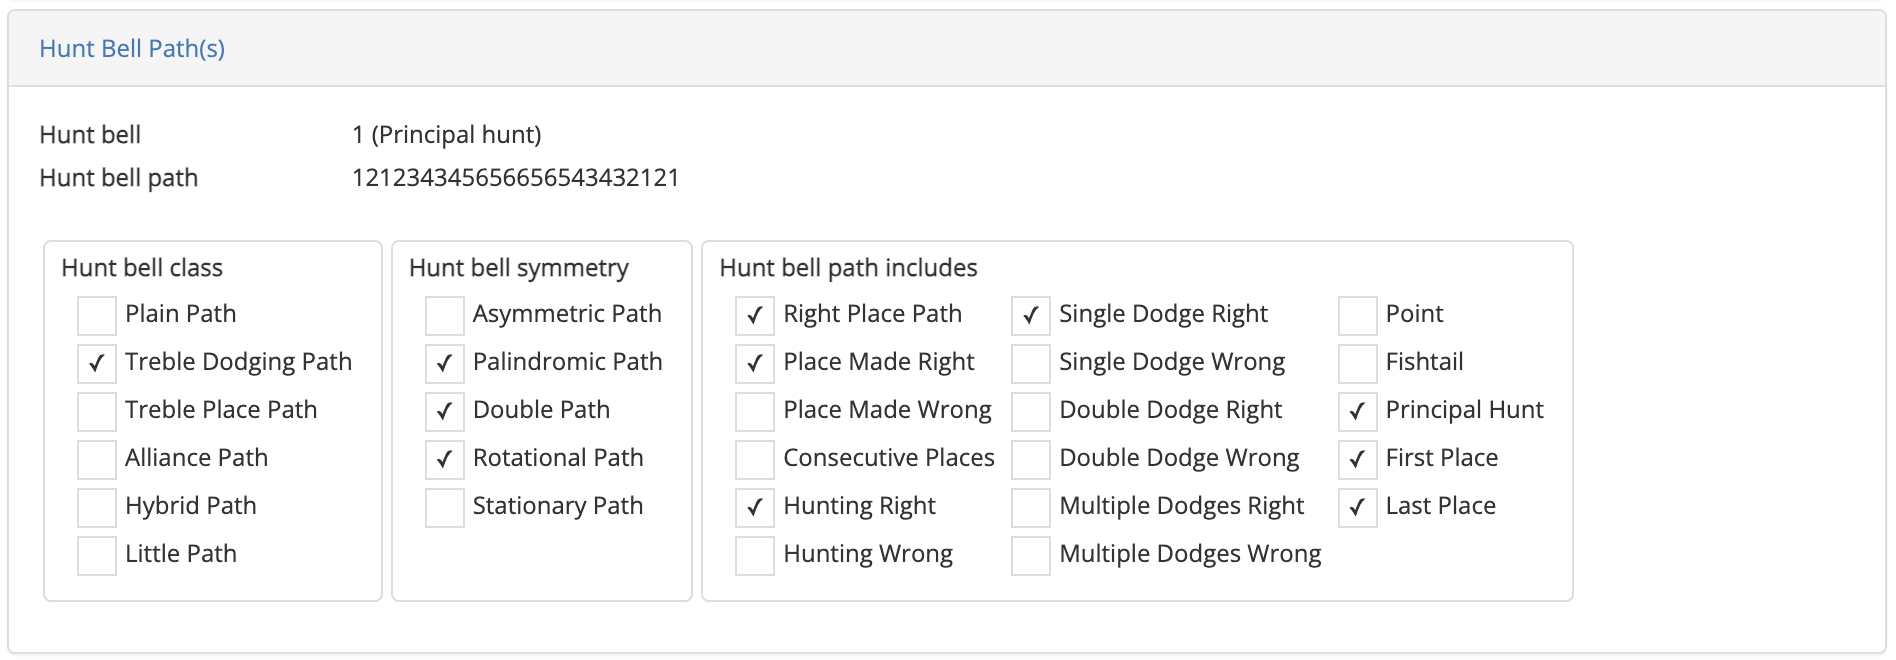 Hunt Bell Path(s)
Hunt bell 1 (Principal hunt)
Hunt bell path 121234345656656543432121
Hunt bell class
Plain Path
✓ Treble Dodging Path
Treble Place Path
Alliance Path
Hybrid Path
Little Path
Hunt bell symmetry
Asymmetric Path
✓ Palindromic Path
✓ Double Path
✓ Rotational Path
Stationary Path
Hunt bell path includes
✓ Right Place Path
✓ Place Made Right
Place Made Wrong
Consecutive Places
✓ Hunting Right
Hunting Wrong
✓ Single Dodge Right
Single Dodge Wrong
Double Dodge Right
Double Dodge Wrong
Multiple Dodges Right
Multiple Dodges Wrong
Point
Fishtail
✓ Principal Hunt
✓ First Place
✓ Last Place